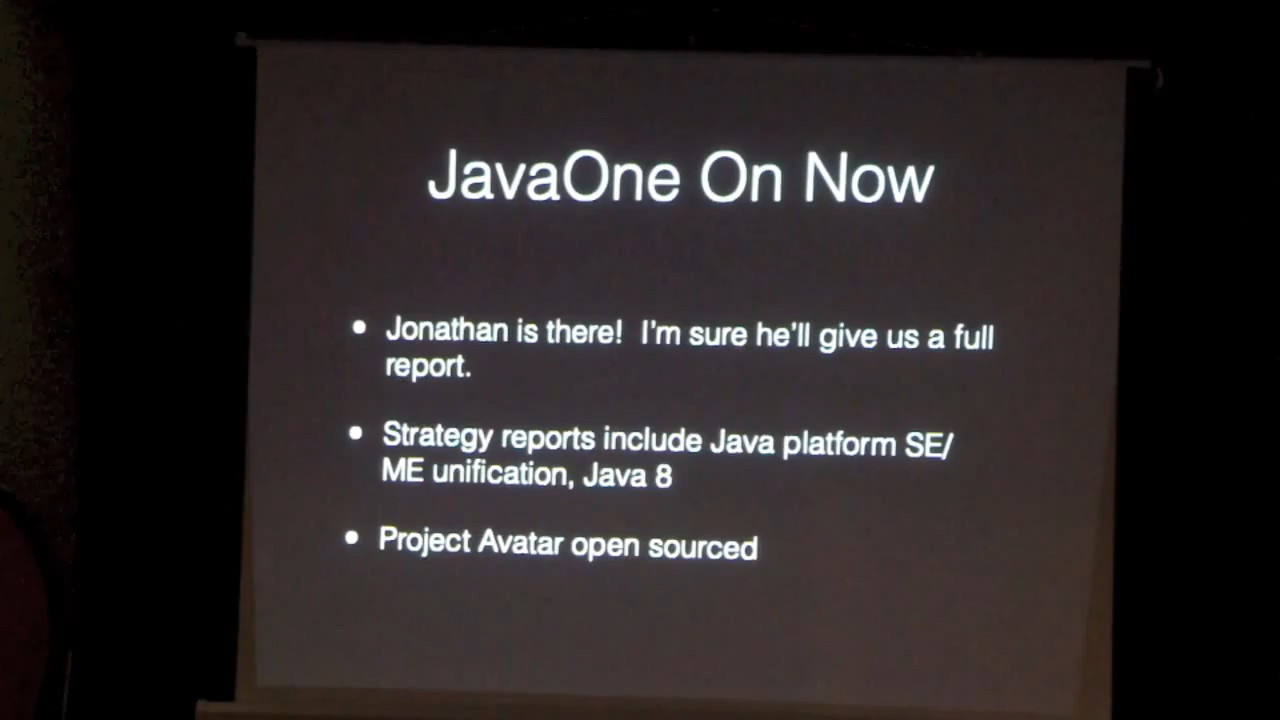 JavaOne On Now
• Jonathan is there!  I'm sure he'll give us a full
report.
• Strategy reports include Java platform SE/
ME unification, Java 8
• Project Avatar open sourced